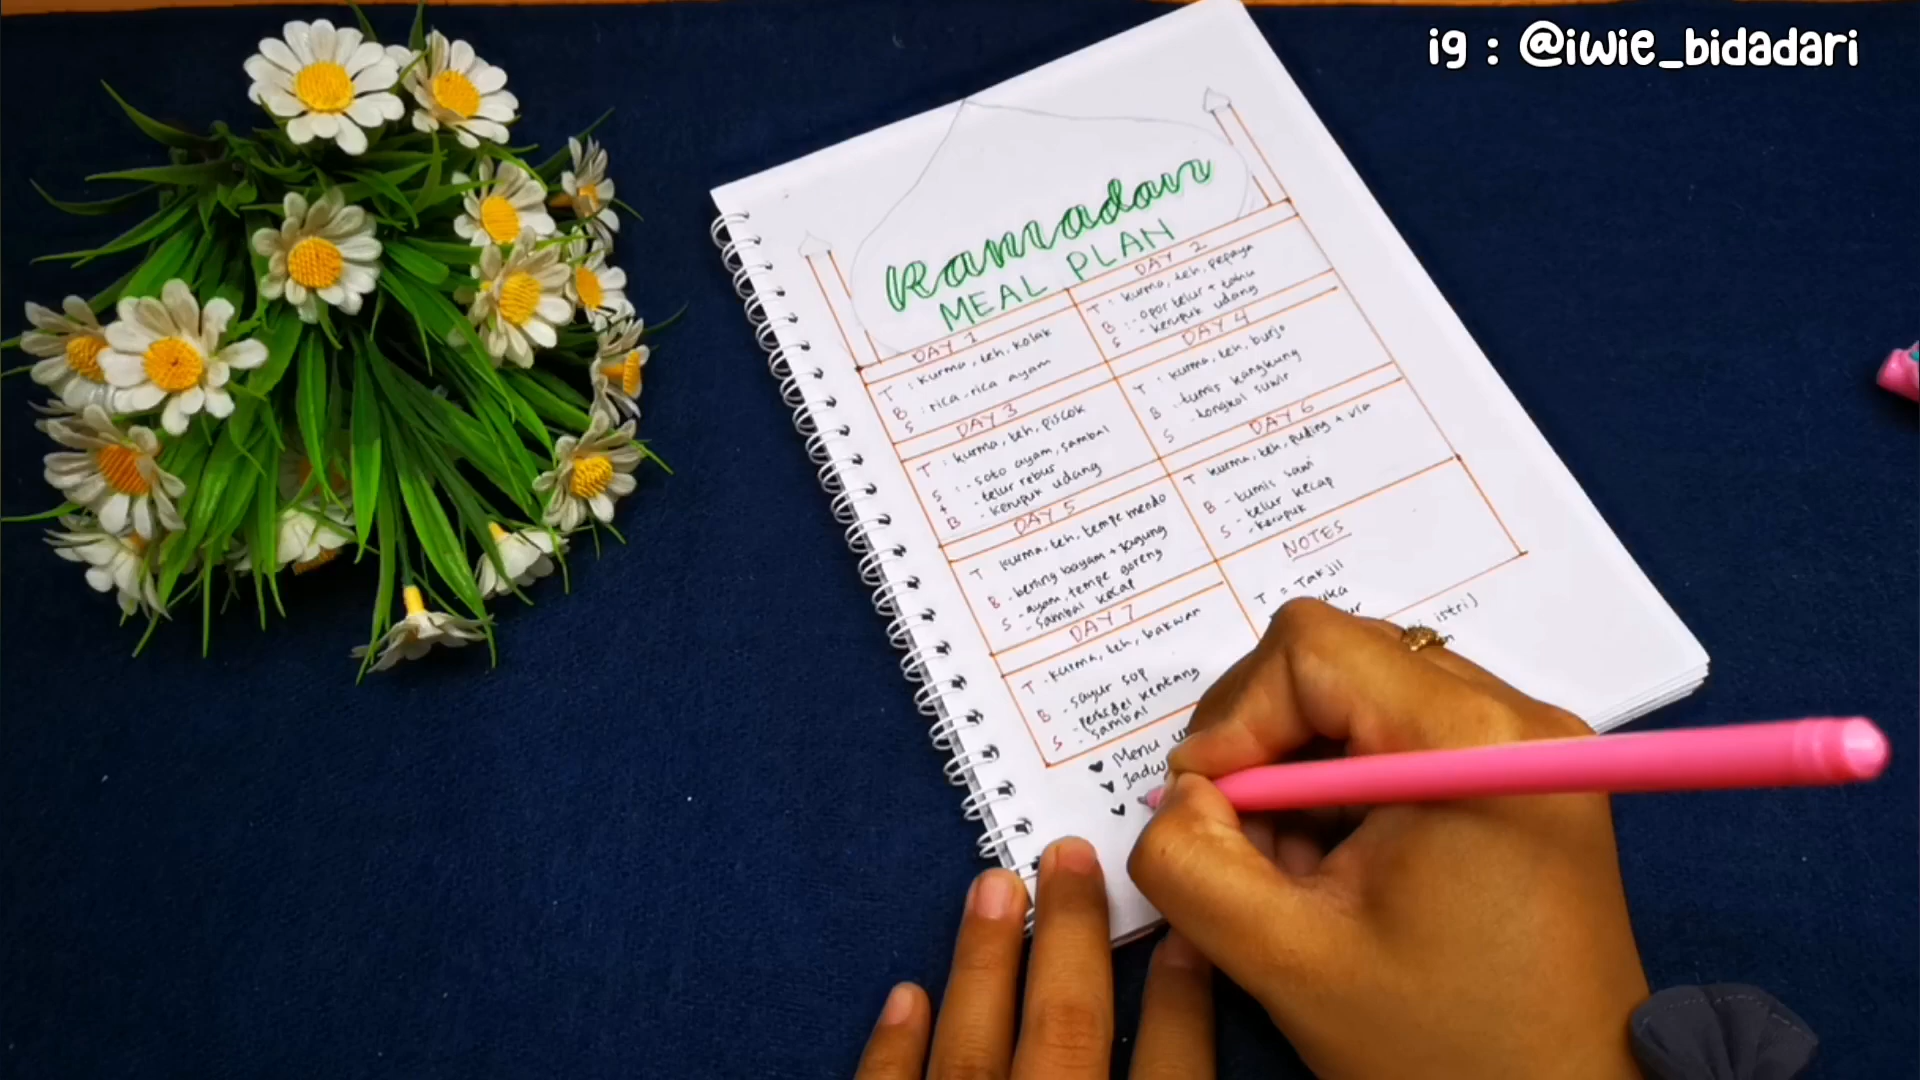 ig : @iwie_bidadari
Ramadan
MEAL PLAN
DAY 1
T : kurma, teh, kolak
B : rica-rica ayam
S
DAY 2
T : kurma, teh, pepaya
B : - opor telur + tahu
S - kerupuk udang
DAY 3
T : kurma, teh, piscok
S : - soto ayam, sambal
+ - telur rebus
B - kerupuk udang
DAY 4
T : kurma, teh, burjo
B . tumis kangkung
S . tongkol suwir
DAY 5
T kurma, teh, tempe mendo
B . bening bayam + jagung
S - ayam, tempe goreng
- sambal kecap
DAY 6
T kurma, teh, puding + vla
B - tumis sawi
S - telur kecap
- kerupuk
DAY 7
T . kurma, teh, bakwan
B - sayur sop
S - perkedel kentang
- sambal
NOTES
T = Takjil
istri)
♥ Menu
♥ Jadw
♥